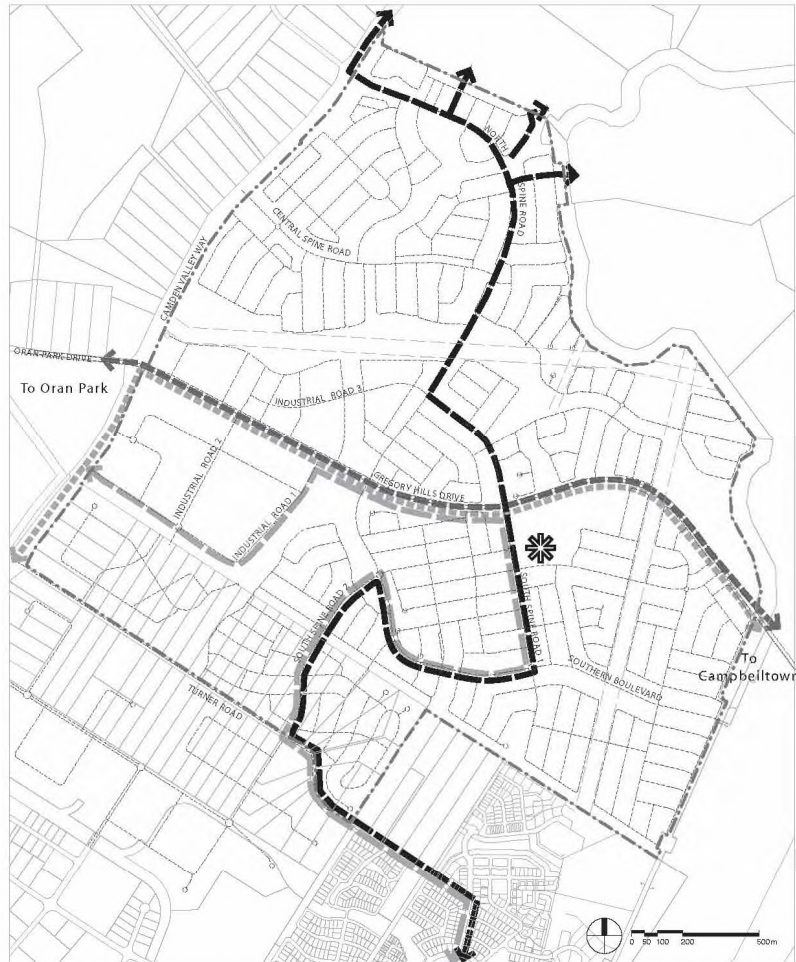 NORTH
SPINE ROAD
CENTRAL SPINE ROAD
CAMDEN VALLEY WAY
ORAN PARK DRIVE
To Oran Park
INDUSTRIAL ROAD 3
INDUSTRIAL ROAD 2
GREGORY HILLS DRIVE
INDUSTRIAL ROAD
SOUTH SPINE ROAD 2
SOUTH SPINE ROAD
SOUTHERN BOULEVARD
To
Campbelltown
TURNER ROAD
0 50 100 200 500m